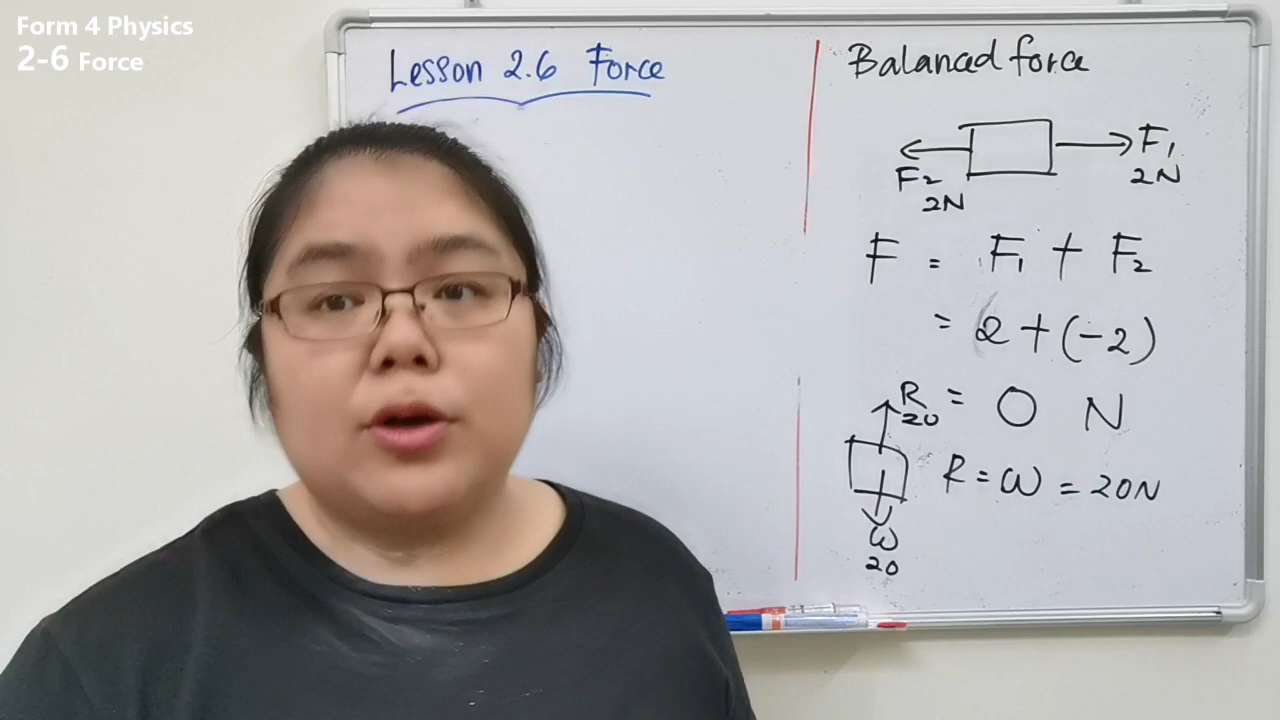 Form 4 Physics
2-6 Force
Lesson 2.6 Force
Balanced force
F₂
2N
F₁
2N
F = F₁ + F₂
= 2 + (-2)
= 0 N
R
20
R = W = 20N
W
20